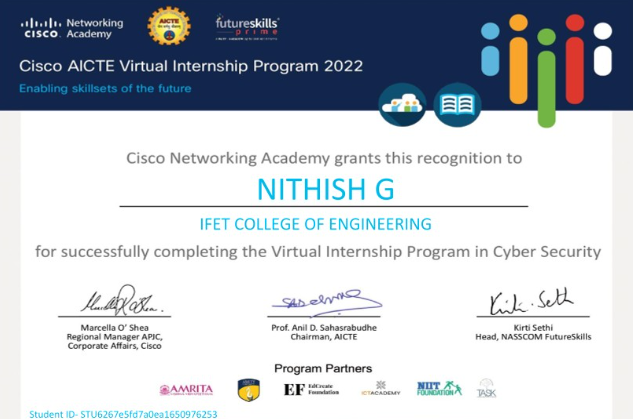 CISCO Networking Academy
AICTE
futureskills prime
Cisco AICTE Virtual Internship Program 2022
Enabling skillsets of the future
Cisco Networking Academy grants this recognition to
NITHISH G
IFET COLLEGE OF ENGINEERING
for successfully completing the Virtual Internship Program in Cyber Security
Marcella O' Shea
Regional Manager APJC,
Corporate Affairs, Cisco
Prof. Anil D. Sahasrabudhe
Chairman, AICTE
Kirti Sethi
Head, NASSCOM FutureSkills
Program Partners
AMRITA
EF EdCreate Foundation
ICTACADEMY
NIIT FOUNDATION
TASK
Student ID- STU6267e5fd7a0ea1650976253